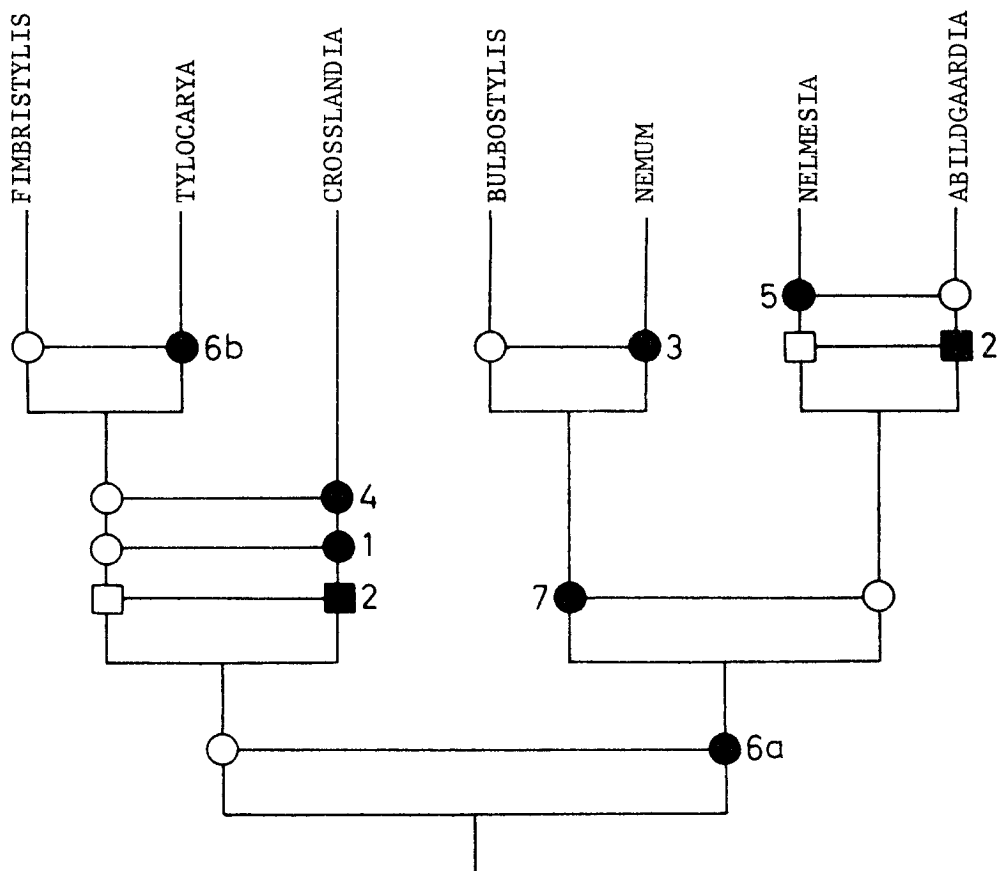 FIMBRISTYLIS
TYLOCARYA
CROSSLANDIA
BULBOSTYLIS
NEMUM
NELMESIA
ABILDGAARDIA
5
6b
3
2
4
1
2
7
6a